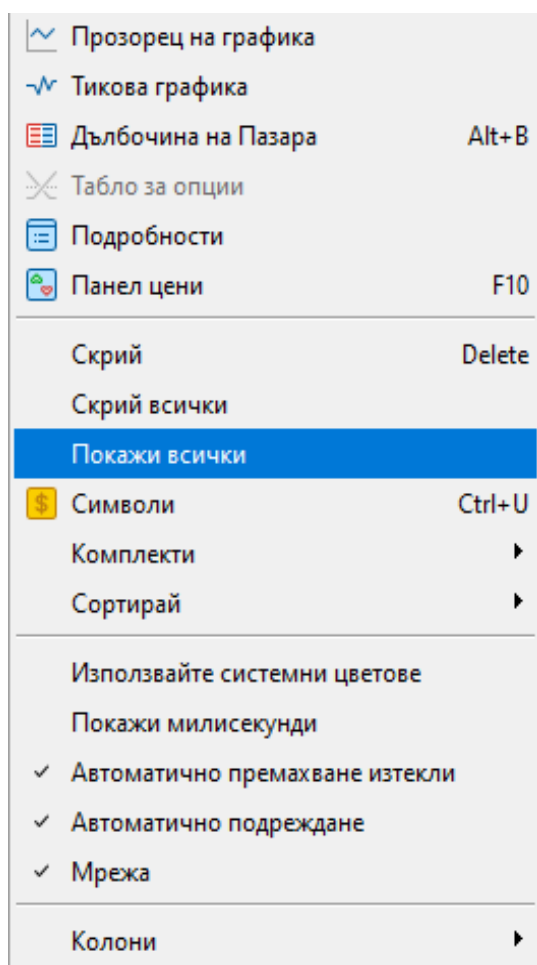 Прозорец на графика
Тикова графика
Дълбочина на Пазара Alt+B
Табло за опции
Подробности
Панел цени F10
Скрий Delete
Скрий всички
Покажи всички
$ Символи Ctrl+U
Комплекти
Сортирай
Използвайте системни цветове
Покажи милисекунди
Автоматично премахване изтекли
Автоматично подреждане
Мрежа
Колони